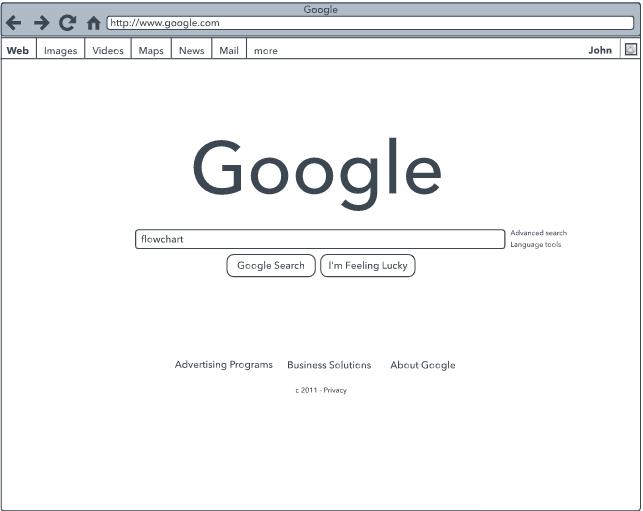 Google
http://www.google.com
Web Images Videos Maps News Mail more John
Google
flowchart
Advanced search
Language tools
Google Search I'm Feeling Lucky
Advertising Programs Business Solutions About Google
c 2011 - Privacy